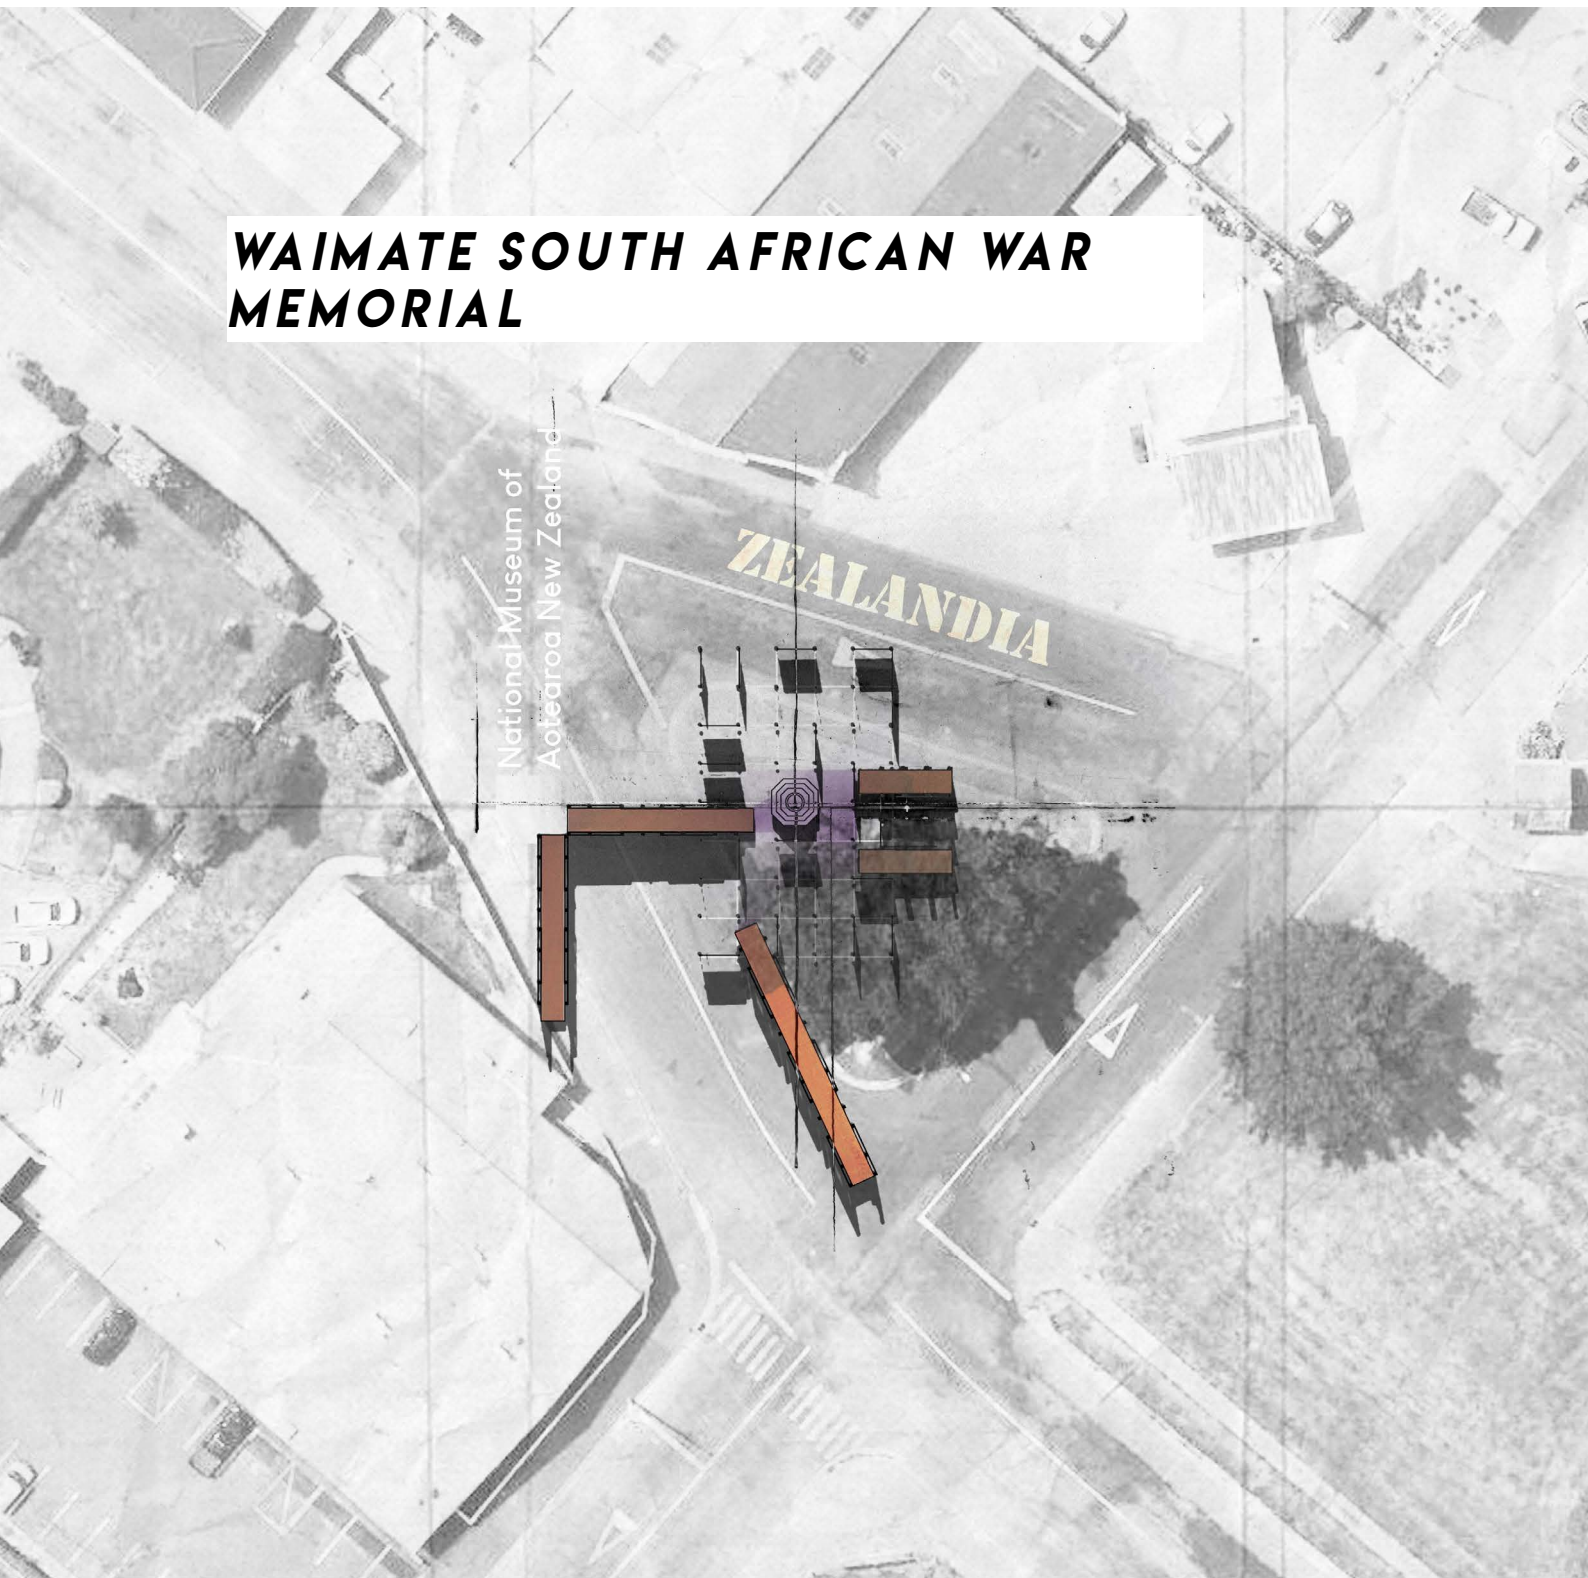 WAIMATE SOUTH AFRICAN WAR
MEMORIAL
National Museum of
Aotearoa New Zealand
ZEALANDIA